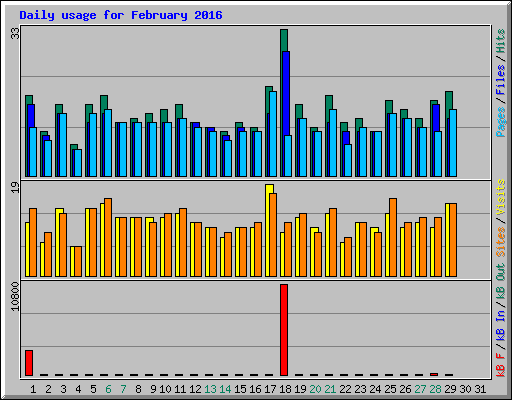 Daily usage for February 2016
33
Pages / Files / Hits
19
Sites / Visits
10800
kB F / kB In / kB Out
1 2 3 4 5 6 7 8 9 10 11 12 13 14 15 16 17 18 19 20 21 22 23 24 25 26 27 28 29 30 31